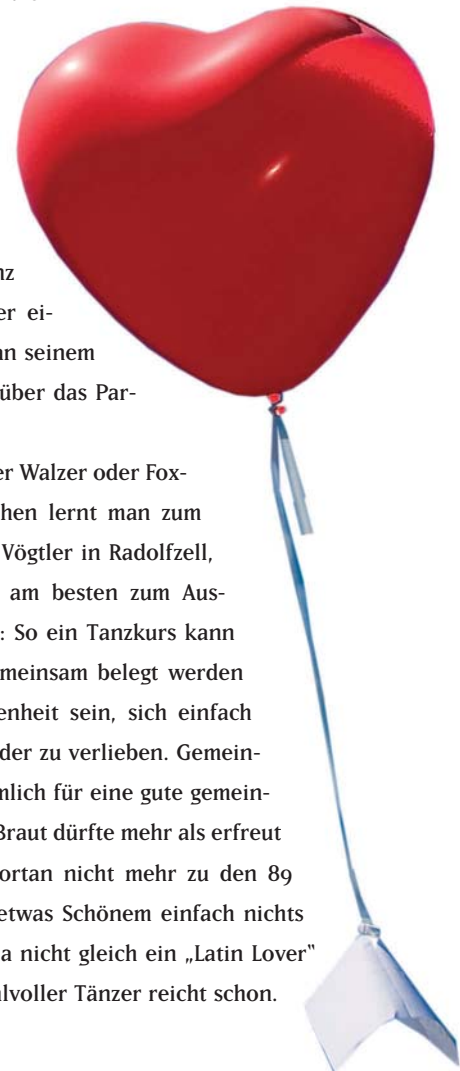 nz
er ei-
an seinem
über das Par-
er Walzer oder Fox-
hen lernt man zum
Vögtler in Radolfzell,
am besten zum Aus-
: So ein Tanzkurs kann
meinsam belegt werden
enheit sein, sich einfach
der zu verlieben. Gemein-
mlich für eine gute gemein-
Braut dürfte mehr als erfreut
ortan nicht mehr zu den 89
etwas Schönem einfach nichts
a nicht gleich ein „Latin Lover“
lvoller Tänzer reicht schon.